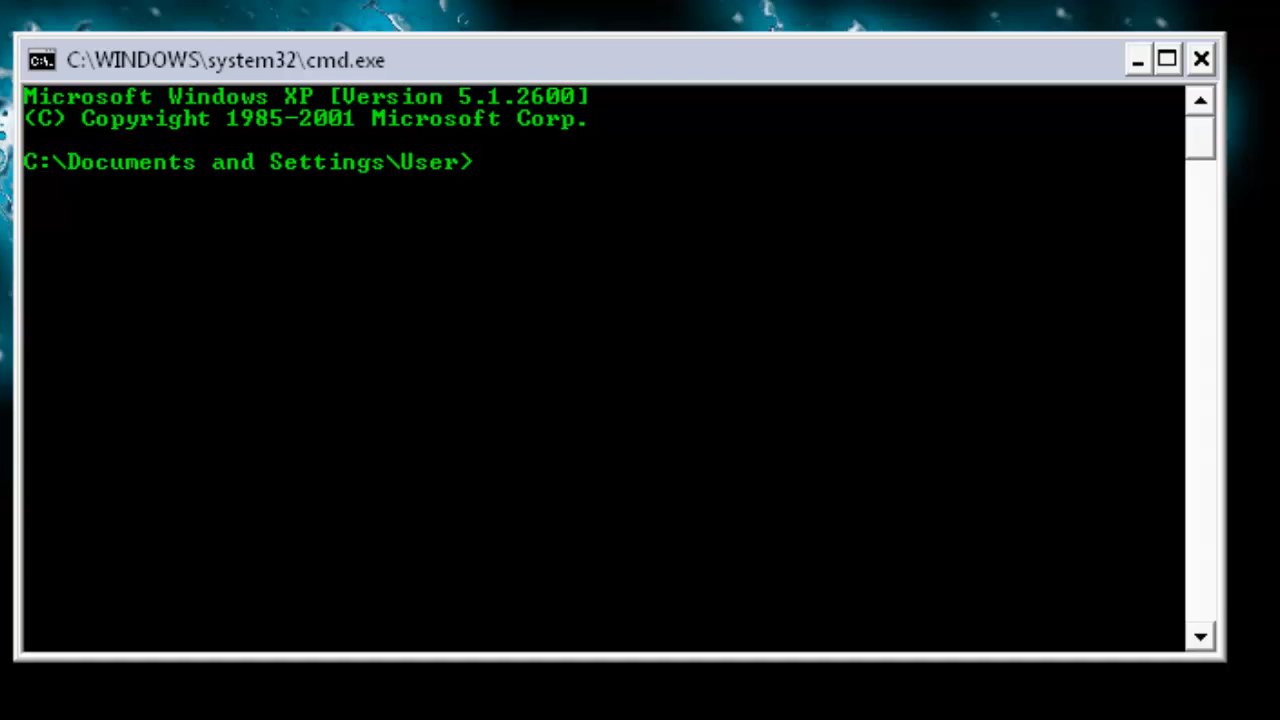 C:\WINDOWS\system32\cmd.exe
Microsoft Windows XP [Version 5.1.2600]
(C) Copyright 1985-2001 Microsoft Corp.
C:\Documents and Settings\User>